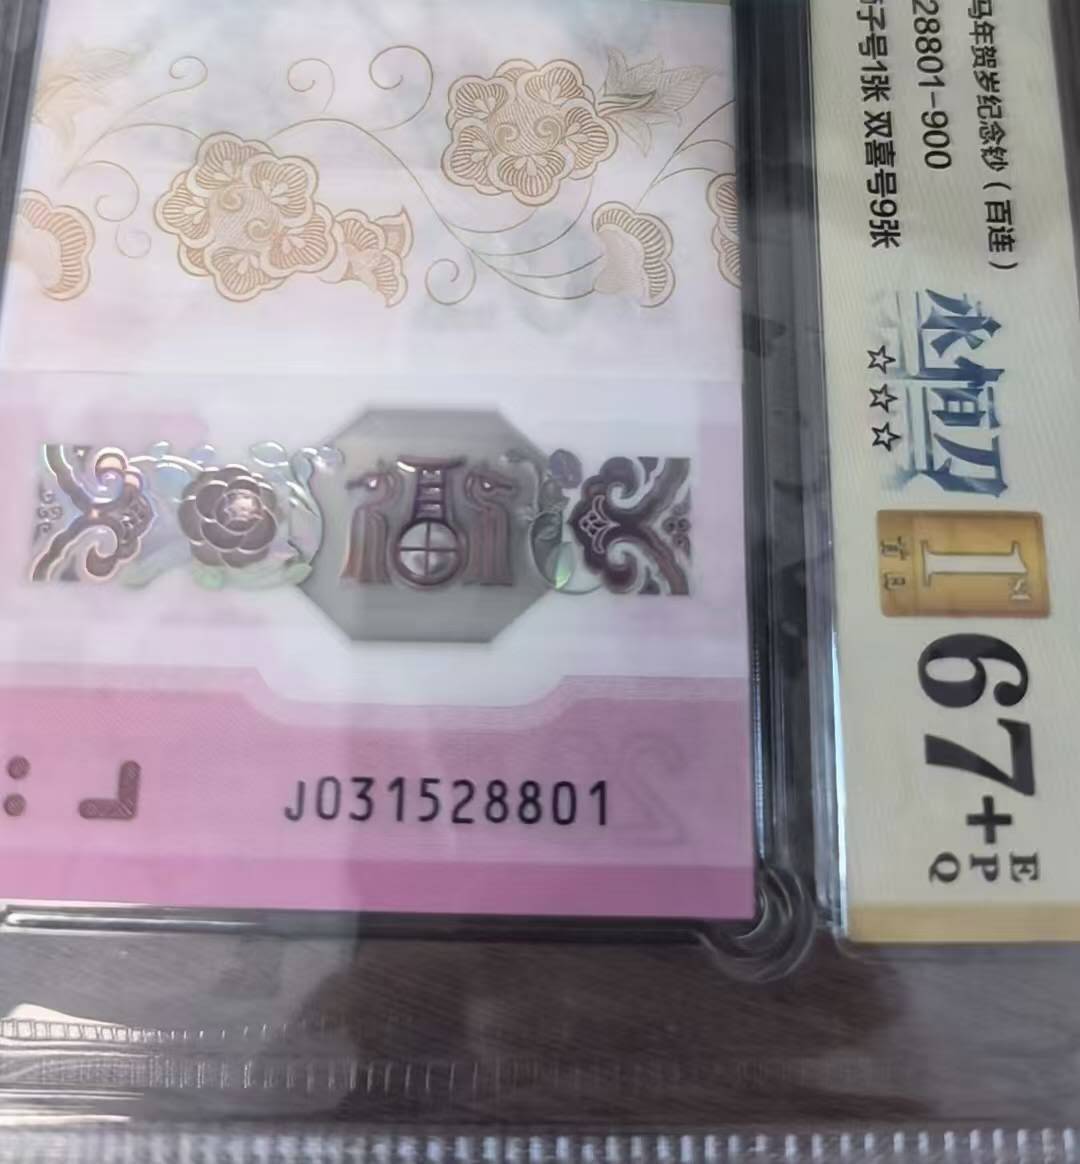 J031528801
马年贺岁纪念钞(百连)
28801-900
子号1张 双喜号9张
永恒
☆☆☆
1ST
67+
EPQ